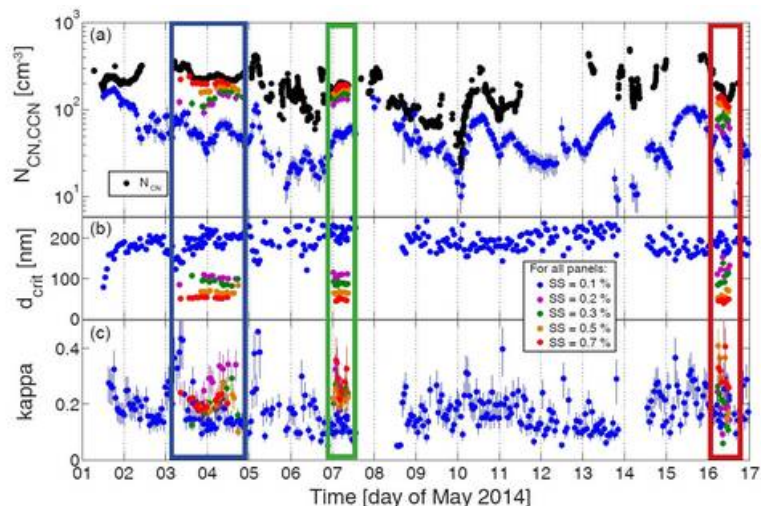 (a)
10³
10²
10¹
N_CN,CCN [cm⁻³]
N_CN
(b)
200
100
0
d_crit [nm]
For all panels:
SS = 0.1 %
SS = 0.2 %
SS = 0.3 %
SS = 0.5 %
SS = 0.7 %
(c)
0.4
0.2
0
kappa
01 02 03 04 05 06 07 08 09 10 11 12 13 14 15 16 17
Time [day of May 2014]